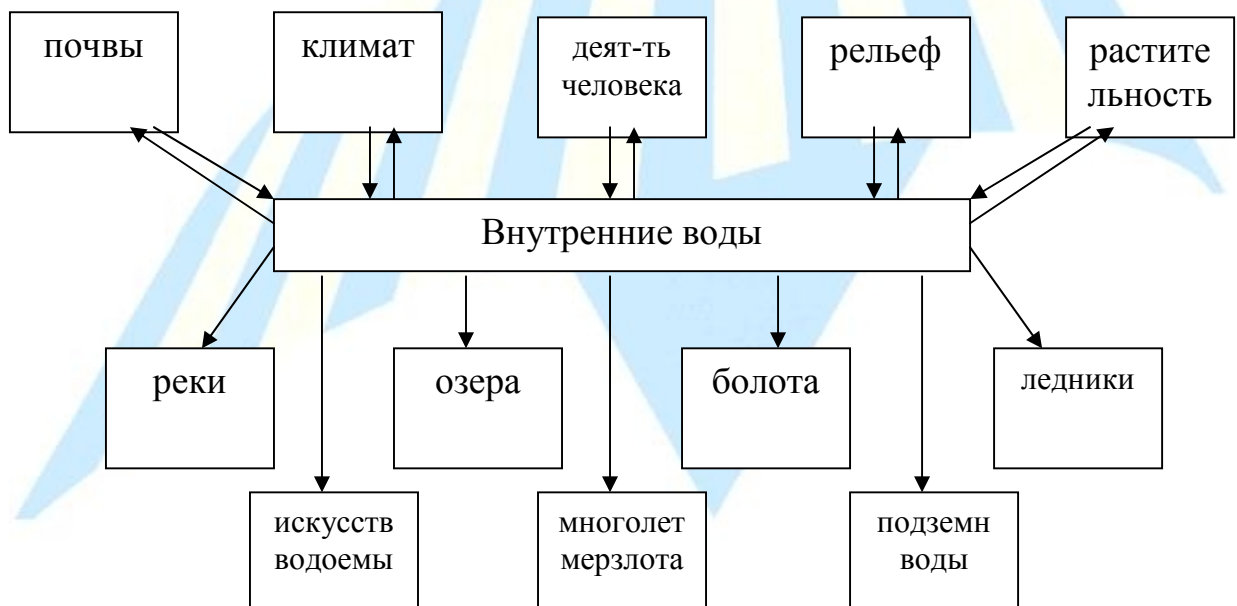 почвы
климат
деят-ть
человека
рельеф
растите
льность
Внутренние воды
реки
озера
болота
ледники
искусств
водоемы
многолет
мерзлота
подземн
воды